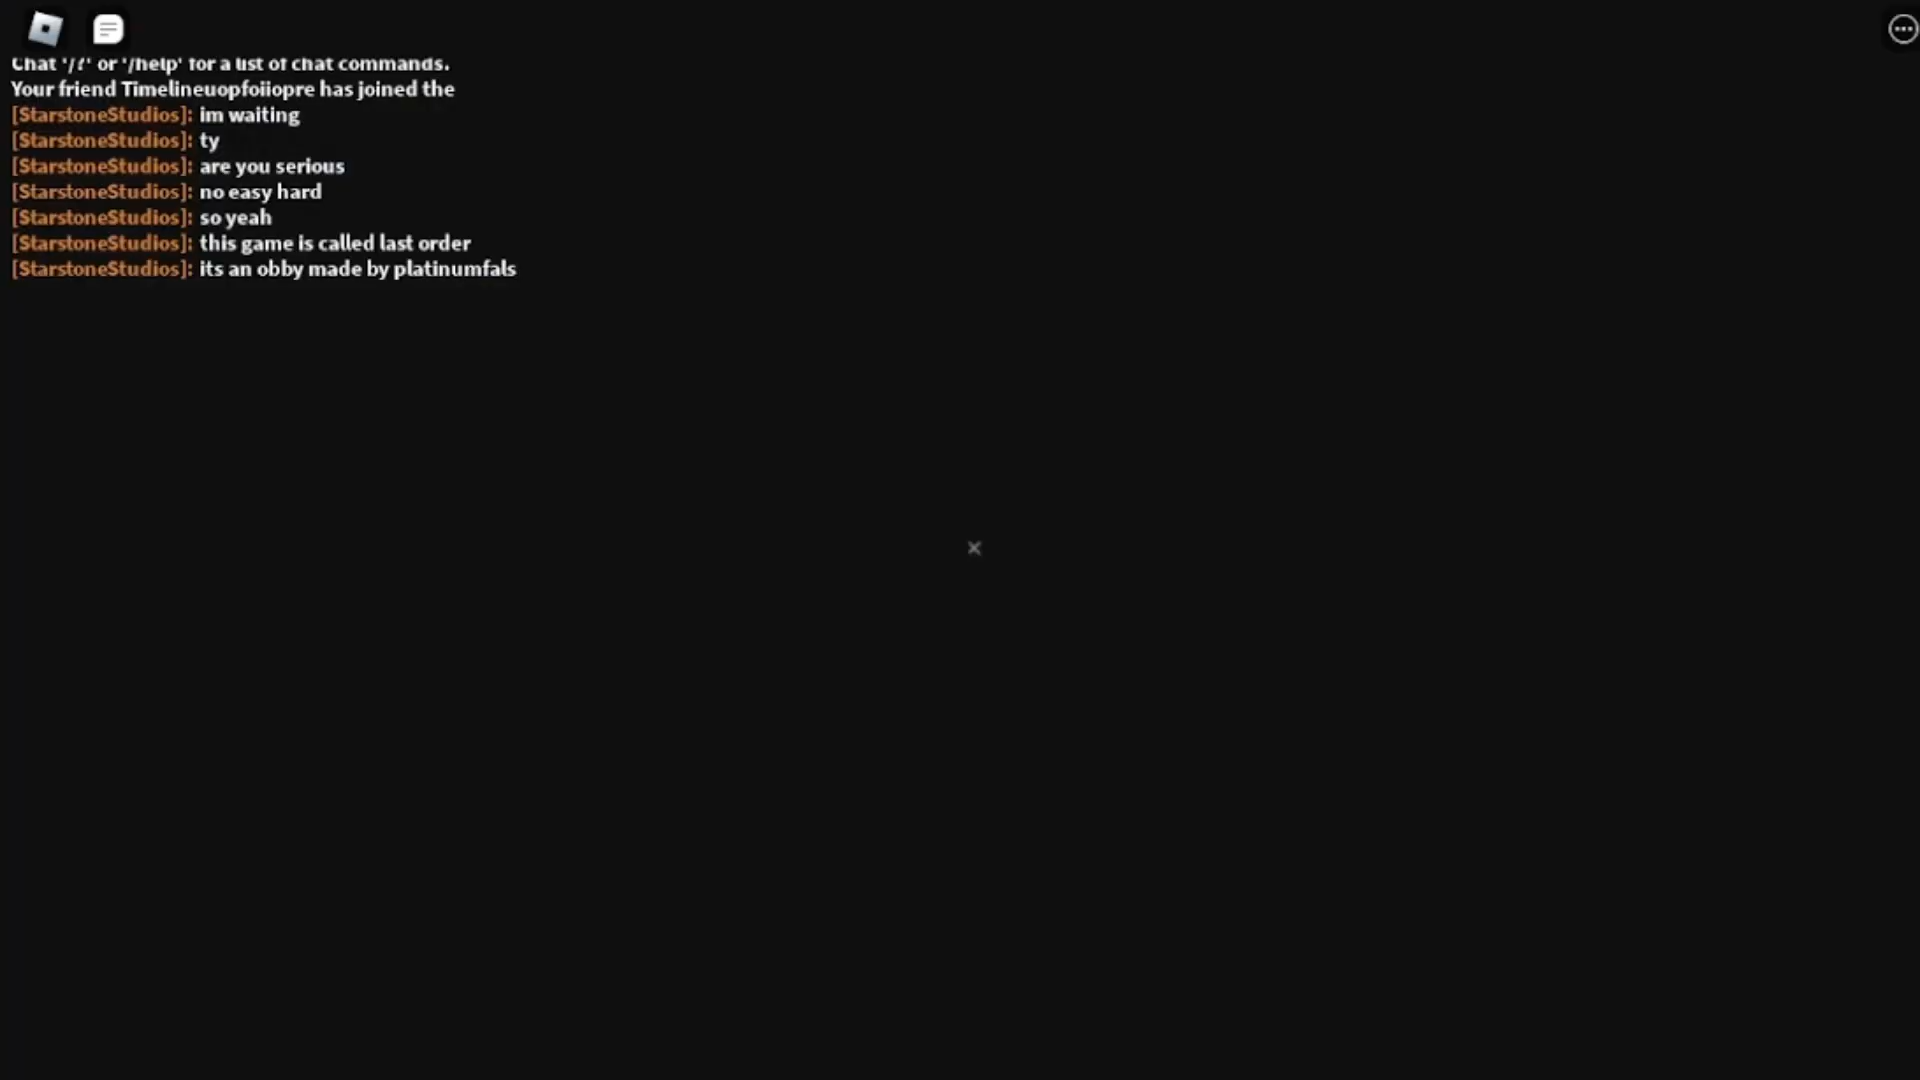 Chat '/?' or '/help' for a list of chat commands.
Your friend Timelineuopfoiiopre has joined the
[StarstoneStudios]: im waiting
[StarstoneStudios]: ty
[StarstoneStudios]: are you serious
[StarstoneStudios]: no easy hard
[StarstoneStudios]: so yeah
[StarstoneStudios]: this game is called last order
[StarstoneStudios]: its an obby made by platinumfals